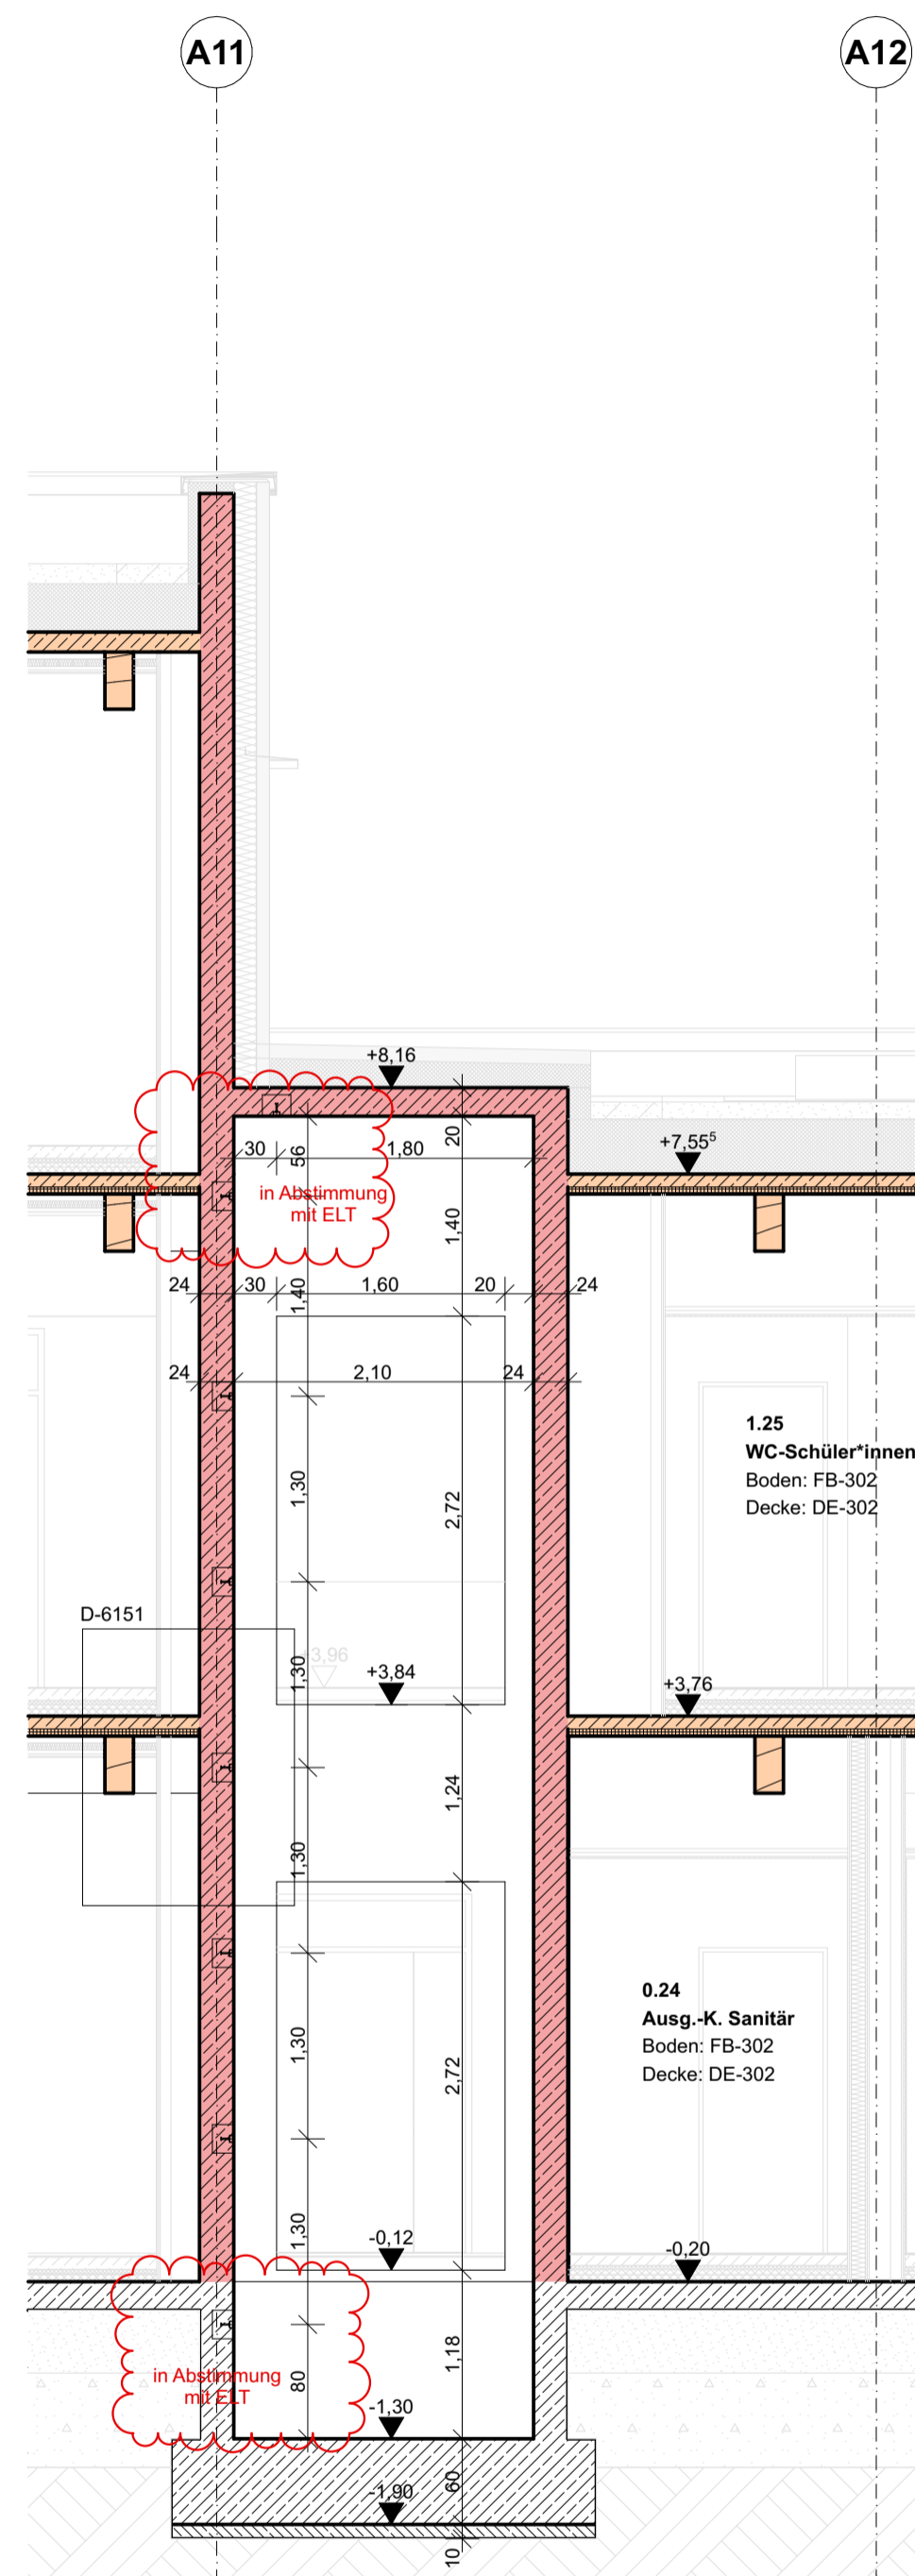 A11
A12
+8,16
+7,55⁵
30
56
1,80
20
in Abstimmung
mit ELT
1,40
24
30
1,40
1,60
20
24
24
2,10
24
1.25
WC-Schüler*innen
Boden: FB-302
Decke: DE-302
1,30
2,72
D-6151
+3,96
1,30
+3,84
+3,76
1,24
1,30
0.24
Ausg.-K. Sanitär
Boden: FB-302
Decke: DE-302
1,30
2,72
1,30
-0,12
-0,20
in Abstimmung
mit ELT
80
1,18
-1,30
60
-1,90
10